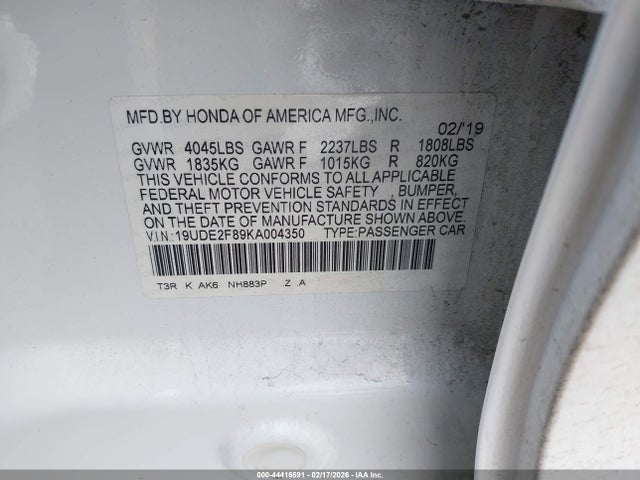 MFD.BY HONDA OF AMERICA MFG.,INC.
02/'19
GVWR 4045LBS GAWR F 2237LBS R 1808LBS
GVWR 1835KG GAWR F 1015KG R 820KG
THIS VEHICLE CONFORMS TO ALL APPLICABLE
FEDERAL MOTOR VEHICLE SAFETY , BUMPER,
AND THEFT PREVENTION STANDARDS IN EFFECT
ON THE DATE OF MANUFACTURE SHOWN ABOVE.
V.I.N.:19UDE2F89KA004350 TYPE:PASSENGER CAR
T3R K AK6 NH883P .Z .A
000-44416591 - 02/17/2026 - IAA Inc.